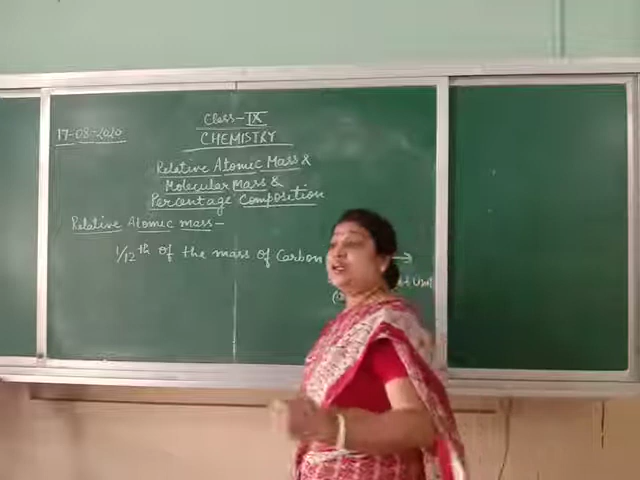 17-08-2020
Class-IX
CHEMISTRY
Relative Atomic Mass &
Molecular Mass &
Percentage Composition
Relative Atomic mass-
1/12th of the mass of Carbon →
Unit